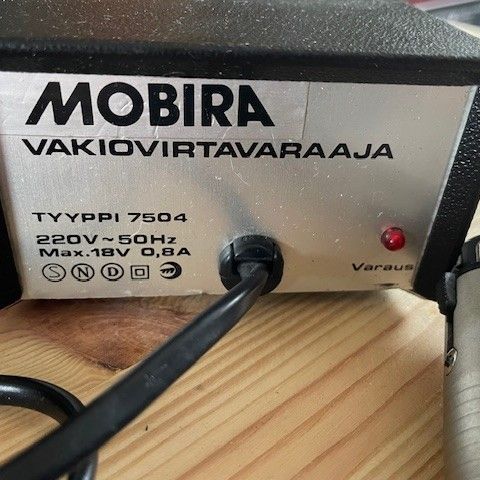 MOBIRA
VAKIOVIRTAVARAAJA
TYYPPI 7504
220V~50Hz
Max.18V 0,8A
S N D
Varaus